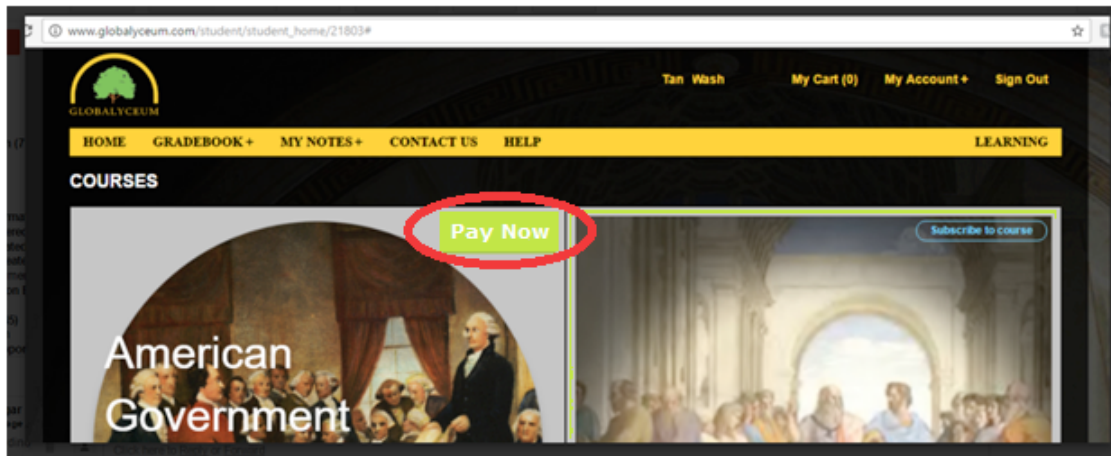 www.globalyceum.com/student/student_home/21803#
Tan Wash My Cart (0) My Account + Sign Out
GLOBALYCEUM
HOME GRADEBOOK + MY NOTES + CONTACT US HELP LEARNING
COURSES
Pay Now
Subscribe to course
American
Government